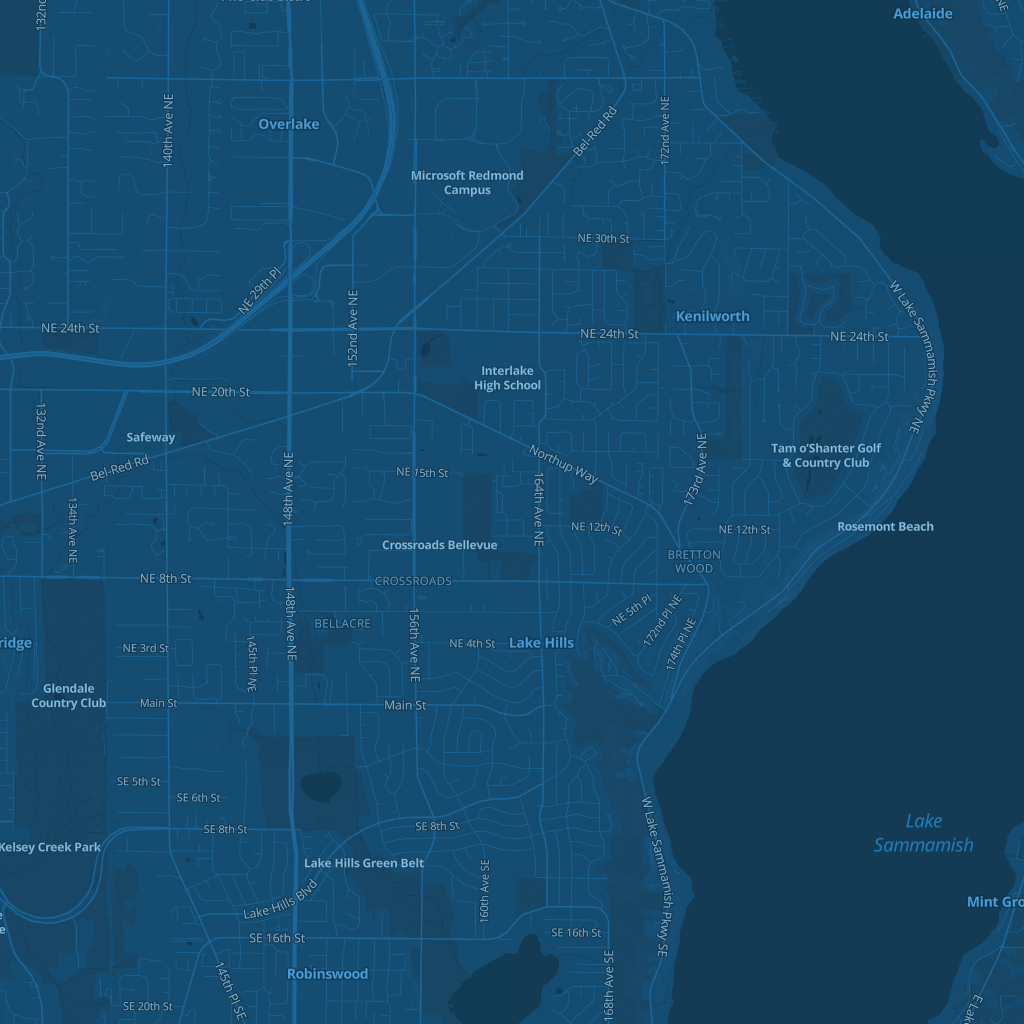 Adelaide
132nd
NE
140th Ave NE
Overlake
Bel-Red Rd
172nd Ave NE
Microsoft Redmond
Campus
NE 30th St
NE 29th Pl
W Lake Sammamish Pkwy NE
152nd Ave NE
Kenilworth
NE 24th St
NE 24th St
NE 24th St
Interlake
High School
NE 20th St
132nd Ave NE
Safeway
Tam o'Shanter Golf
& Country Club
Northup Way
173rd Ave NE
Bel-Red Rd
NE 15th St
148th Ave NE
164th Ave NE
134th Ave NE
NE 12th St
NE 12th St
Rosemont Beach
Crossroads Bellevue
BRETTON
WOOD
NE 8th St
CROSSROADS
148th Ave NE
156th Ave NE
NE 5th Pl
172nd Pl NE
174th Pl NE
BELLACRE
ridge
NE 3rd St
145th Pl NE
NE 4th St
Lake Hills
Glendale
Country Club
Main St
Main St
SE 5th St
SE 6th St
W Lake Sammamish Pkwy SE
Lake
Sammamish
SE 8th St
SE 8th St
Kelsey Creek Park
Lake Hills Green Belt
160th Ave SE
Lake Hills Blvd
Mint Gro
SE 16th St
SE 16th St
168th Ave SE
Robinswood
145th Pl SE
SE 20th St
E Lake